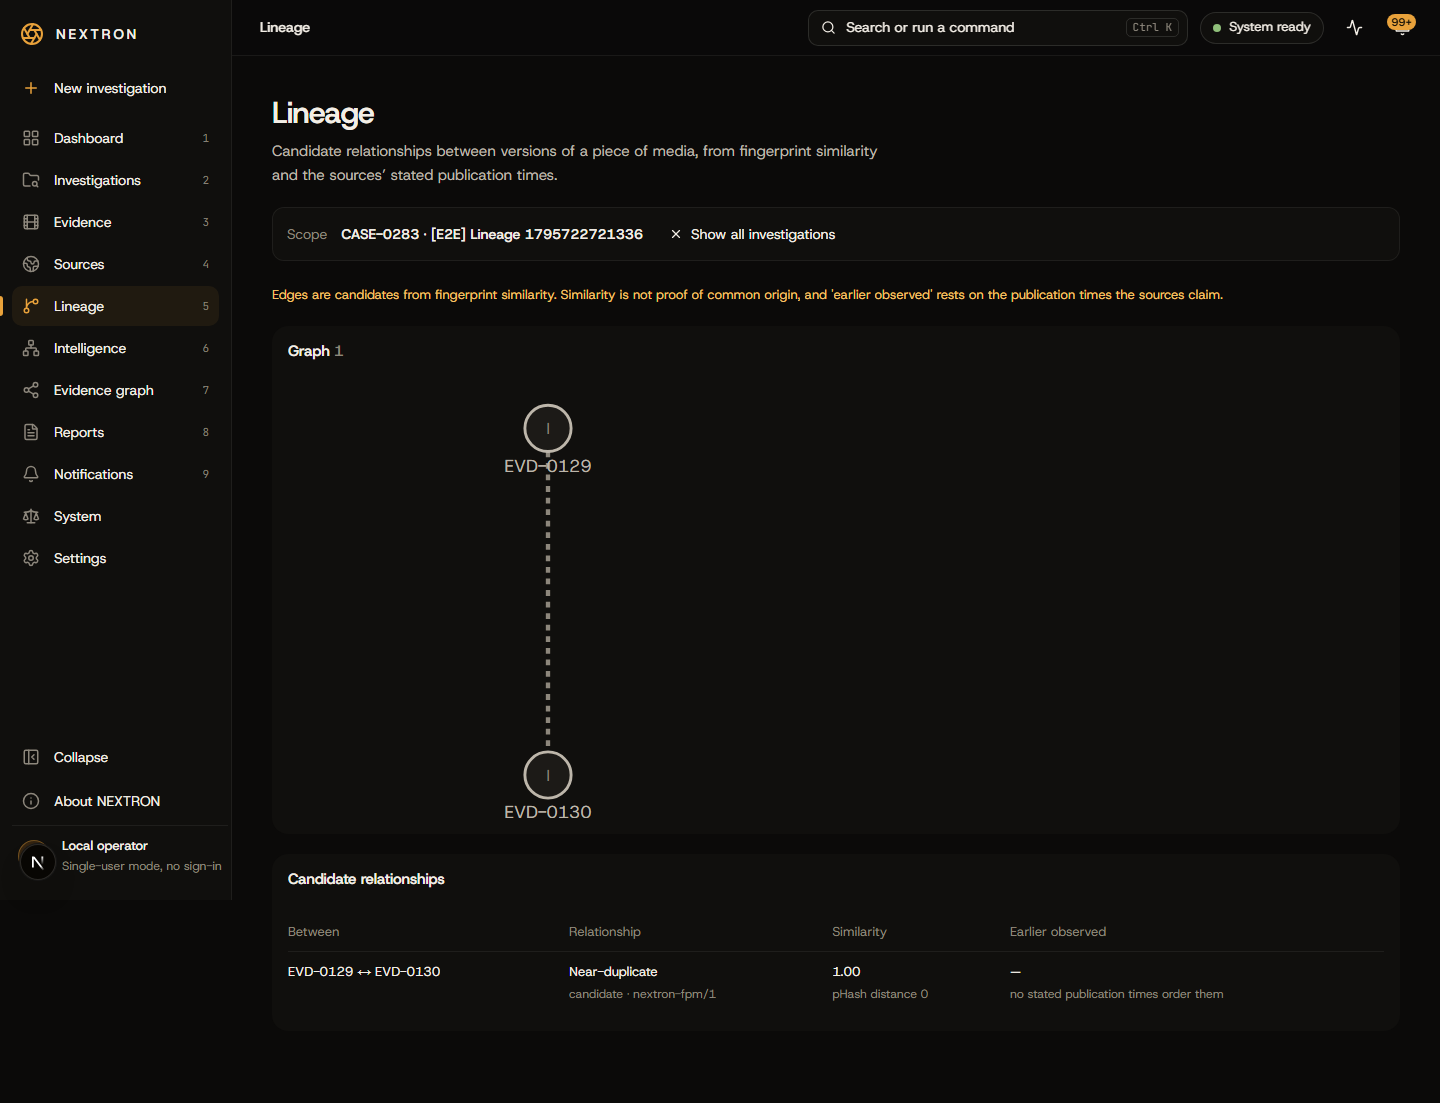 NEXTRON
Lineage
Search or run a command
Ctrl K
System ready
99+
New investigation
Dashboard 1
Investigations 2
Evidence 3
Sources 4
Lineage 5
Intelligence 6
Evidence graph 7
Reports 8
Notifications 9
System
Settings
Collapse
About NEXTRON
N
Local operator
Single-user mode, no sign-in
Lineage
Candidate relationships between versions of a piece of media, from fingerprint similarity
and the sources’ stated publication times.
Scope CASE-0283 · [E2E] Lineage 1795722721336 × Show all investigations
Edges are candidates from fingerprint similarity. Similarity is not proof of common origin, and 'earlier observed' rests on the publication times the sources claim.
Graph 1
I
EVD-0129
I
EVD-0130
Candidate relationships
Between Relationship Similarity Earlier observed
EVD-0129 ↔ EVD-0130 Near-duplicate 1.00 —
candidate · nextron-fpm/1 pHash distance 0 no stated publication times order them